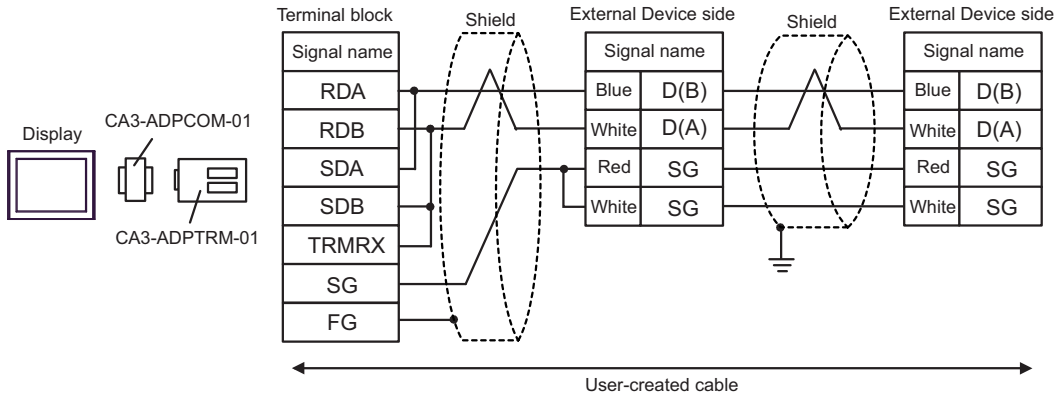 Display
CA3-ADPCOM-01
CA3-ADPTRM-01
Terminal block
Signal name
RDA
RDB
SDA
SDB
TRMRX
SG
FG
Shield
External Device side
Signal name
Blue D(B)
White D(A)
Red SG
White SG
Shield
External Device side
Signal name
Blue D(B)
White D(A)
Red SG
White SG
User-created cable